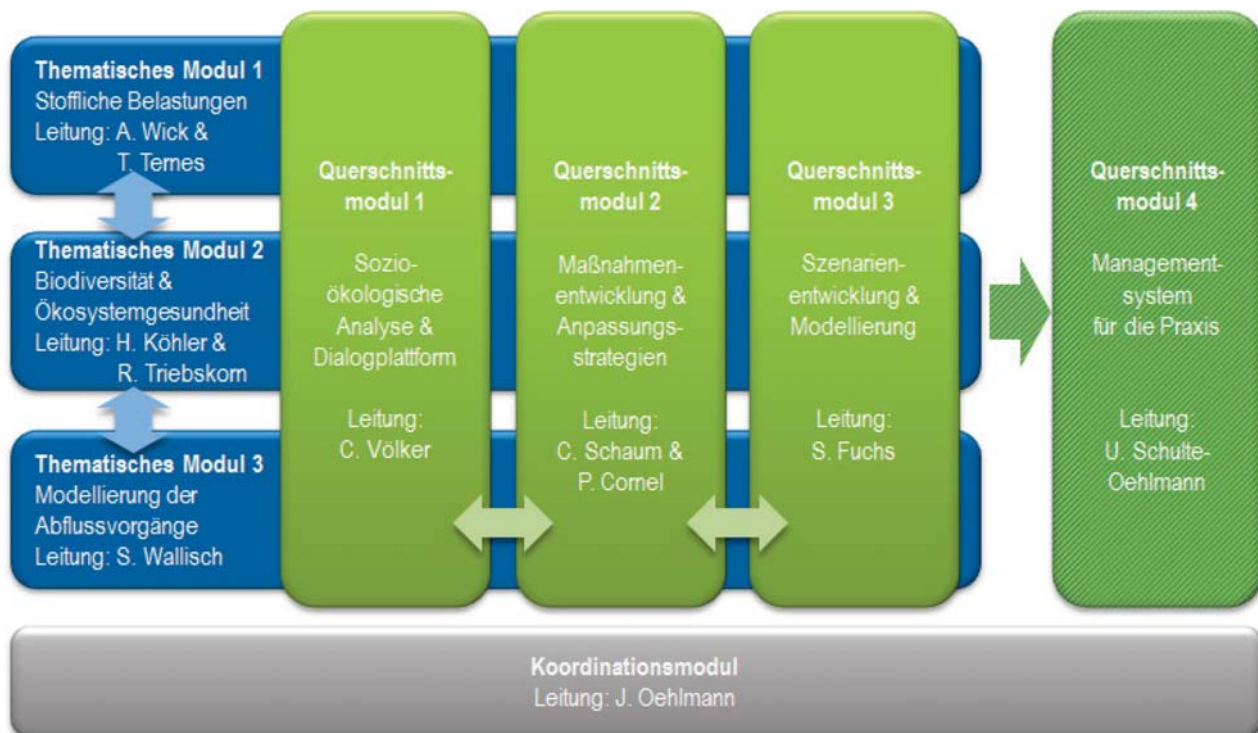 Thematisches Modul 1
Stoffliche Belastungen
Leitung: A. Wick &
T. Ternes
Thematisches Modul 2
Biodiversität &
Ökosystemgesundheit
Leitung: H. Köhler &
R. Triebskorn
Thematisches Modul 3
Modellierung der
Abflussvorgänge
Leitung: S. Wallisch
Querschnitts-
modul 1
Sozio-
ökologische
Analyse &
Dialogplattform
Leitung:
C. Völker
Querschnitts-
modul 2
Maßnahmen-
entwicklung &
Anpassungs-
strategien
Leitung:
C. Schaum &
P. Cornel
Querschnitts-
modul 3
Szenarien-
entwicklung &
Modellierung
Leitung:
S. Fuchs
Querschnitts-
modul 4
Management-
system
für die Praxis
Leitung:
U. Schulte-
Oehlmann
Koordinationsmodul
Leitung: J. Oehlmann